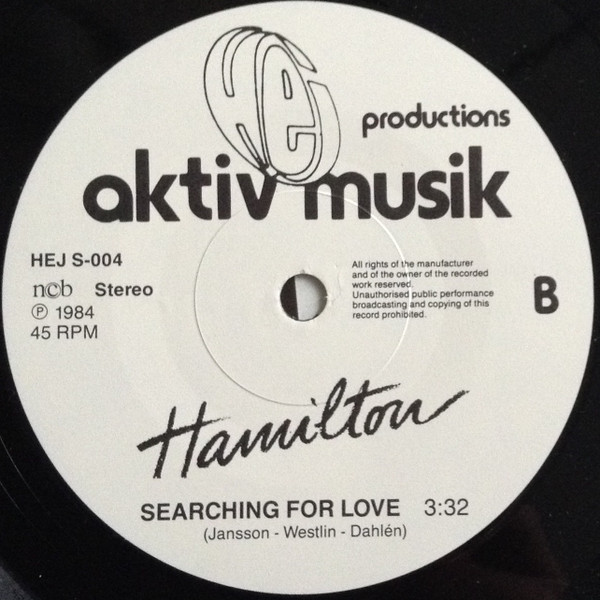 Hej
productions
aktiv musik
HEJ S-004
ncb Stereo
℗ 1984
45 RPM
All rights of the manufacturer
and of the owner of the recorded
work reserved.
Unauthorised public performance
broadcasting and copying of this
record prohibited.
B
Hamilton
SEARCHING FOR LOVE 3:32
(Jansson - Westlin - Dahlén)